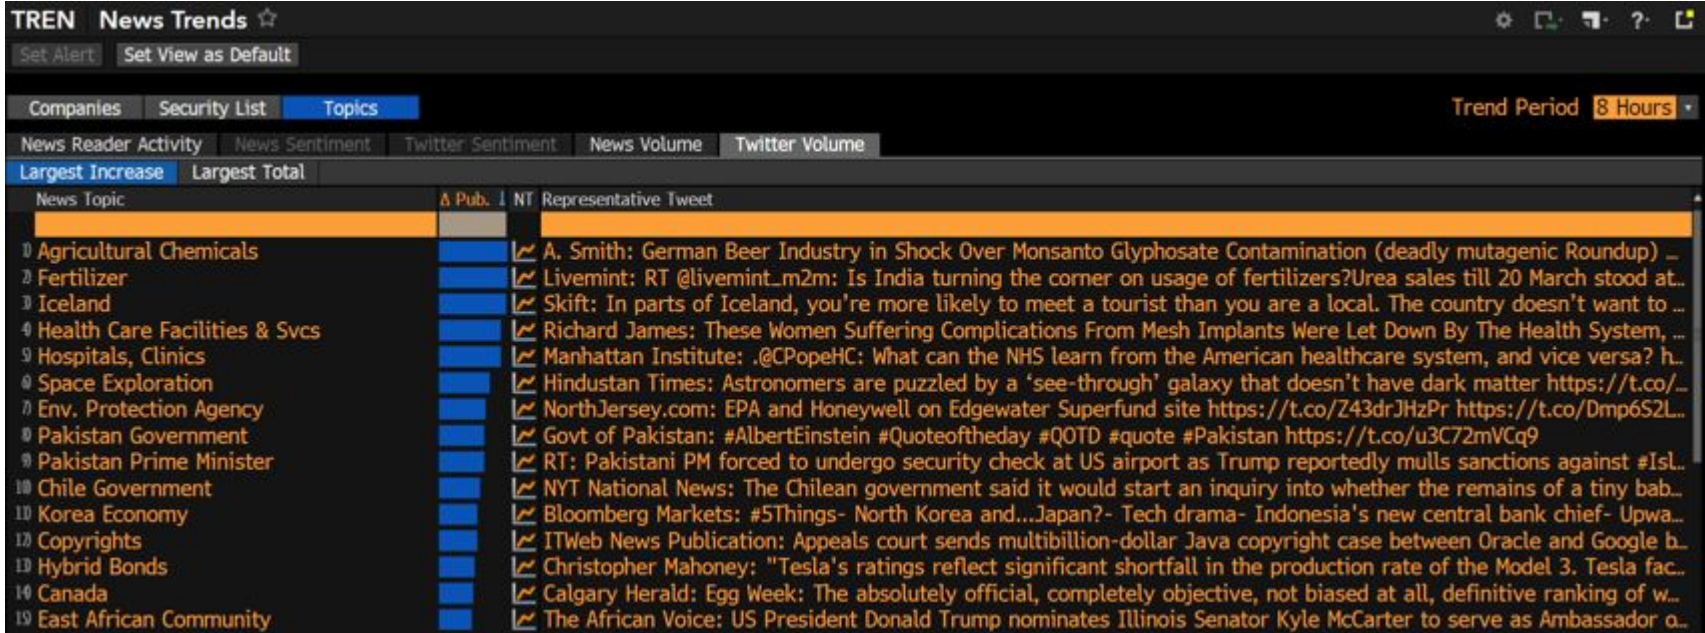 TREN News Trends
Set Alert Set View as Default
Companies Security List Topics Trend Period 8 Hours
News Reader Activity News Sentiment Twitter Sentiment News Volume Twitter Volume
Largest Increase Largest Total
News Topic Δ Pub. ↓ NT Representative Tweet
1) Agricultural Chemicals A. Smith: German Beer Industry in Shock Over Monsanto Glyphosate Contamination (deadly mutagenic Roundup) …
2) Fertilizer Livemint: RT @livemint_m2m: Is India turning the corner on usage of fertilizers?Urea sales till 20 March stood at…
3) Iceland Skift: In parts of Iceland, you're more likely to meet a tourist than you are a local. The country doesn't want to …
4) Health Care Facilities & Svcs Richard James: These Women Suffering Complications From Mesh Implants Were Let Down By The Health System, …
5) Hospitals, Clinics Manhattan Institute: .@CPopeHC: What can the NHS learn from the American healthcare system, and vice versa? h…
6) Space Exploration Hindustan Times: Astronomers are puzzled by a ‘see-through’ galaxy that doesn't have dark matter https://t.co/…
7) Env. Protection Agency NorthJersey.com: EPA and Honeywell on Edgewater Superfund site https://t.co/Z43drJHzPr https://t.co/Dmp6S2L…
8) Pakistan Government Govt of Pakistan: #AlbertEinstein #Quoteoftheday #QOTD #quote #Pakistan https://t.co/u3C72mVCq9
9) Pakistan Prime Minister RT: Pakistani PM forced to undergo security check at US airport as Trump reportedly mulls sanctions against #Isl…
10) Chile Government NYT National News: The Chilean government said it would start an inquiry into whether the remains of a tiny bab…
11) Korea Economy Bloomberg Markets: #5Things- North Korea and...Japan?- Tech drama- Indonesia's new central bank chief- Upwa…
12) Copyrights ITWeb News Publication: Appeals court sends multibillion-dollar Java copyright case between Oracle and Google b…
13) Hybrid Bonds Christopher Mahoney: "Tesla's ratings reflect significant shortfall in the production rate of the Model 3. Tesla fac…
14) Canada Calgary Herald: Egg Week: The absolutely official, completely objective, not biased at all, definitive ranking of w…
15) East African Community The African Voice: US President Donald Trump nominates Illinois Senator Kyle McCarter to serve as Ambassador o…